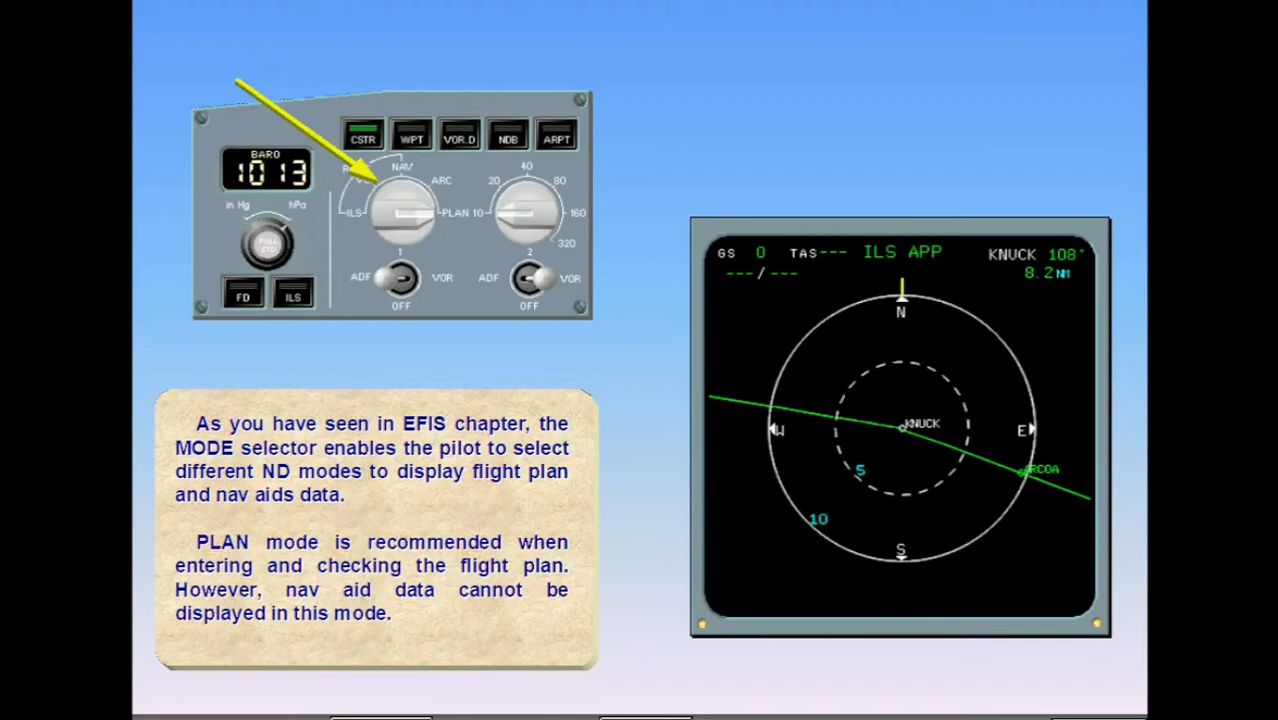 CSTR WPT VOR.D NDB ARPT
BARO
1013
in Hg hPa
PULL STD
FD ILS
ILS NAV ARC PLAN
10 20 40 80 160 320
1 2
ADF VOR ADF VOR
OFF OFF
GS 0 TAS--- ILS APP KNUCK 108°
---/--- 8.2NM
N
KNUCK
W E
5
10
S
As you have seen in EFIS chapter, the
MODE selector enables the pilot to select
different ND modes to display flight plan
and nav aids data.
PLAN mode is recommended when
entering and checking the flight plan.
However, nav aid data cannot be
displayed in this mode.